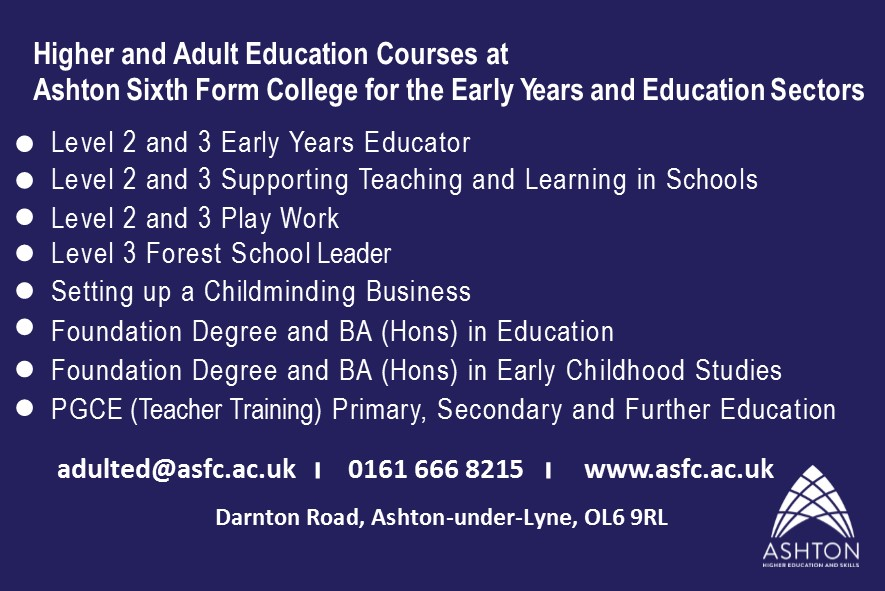 Higher and Adult Education Courses at
Ashton Sixth Form College for the Early Years and Education Sectors
● Level 2 and 3 Early Years Educator
● Level 2 and 3 Supporting Teaching and Learning in Schools
● Level 2 and 3 Play Work
● Level 3 Forest School Leader
● Setting up a Childminding Business
● Foundation Degree and BA (Hons) in Education
● Foundation Degree and BA (Hons) in Early Childhood Studies
● PGCE (Teacher Training) Primary, Secondary and Further Education
adulted@asfc.ac.uk I 0161 666 8215 I www.asfc.ac.uk
Darnton Road, Ashton-under-Lyne, OL6 9RL
ASHTON
HIGHER EDUCATION AND SKILLS